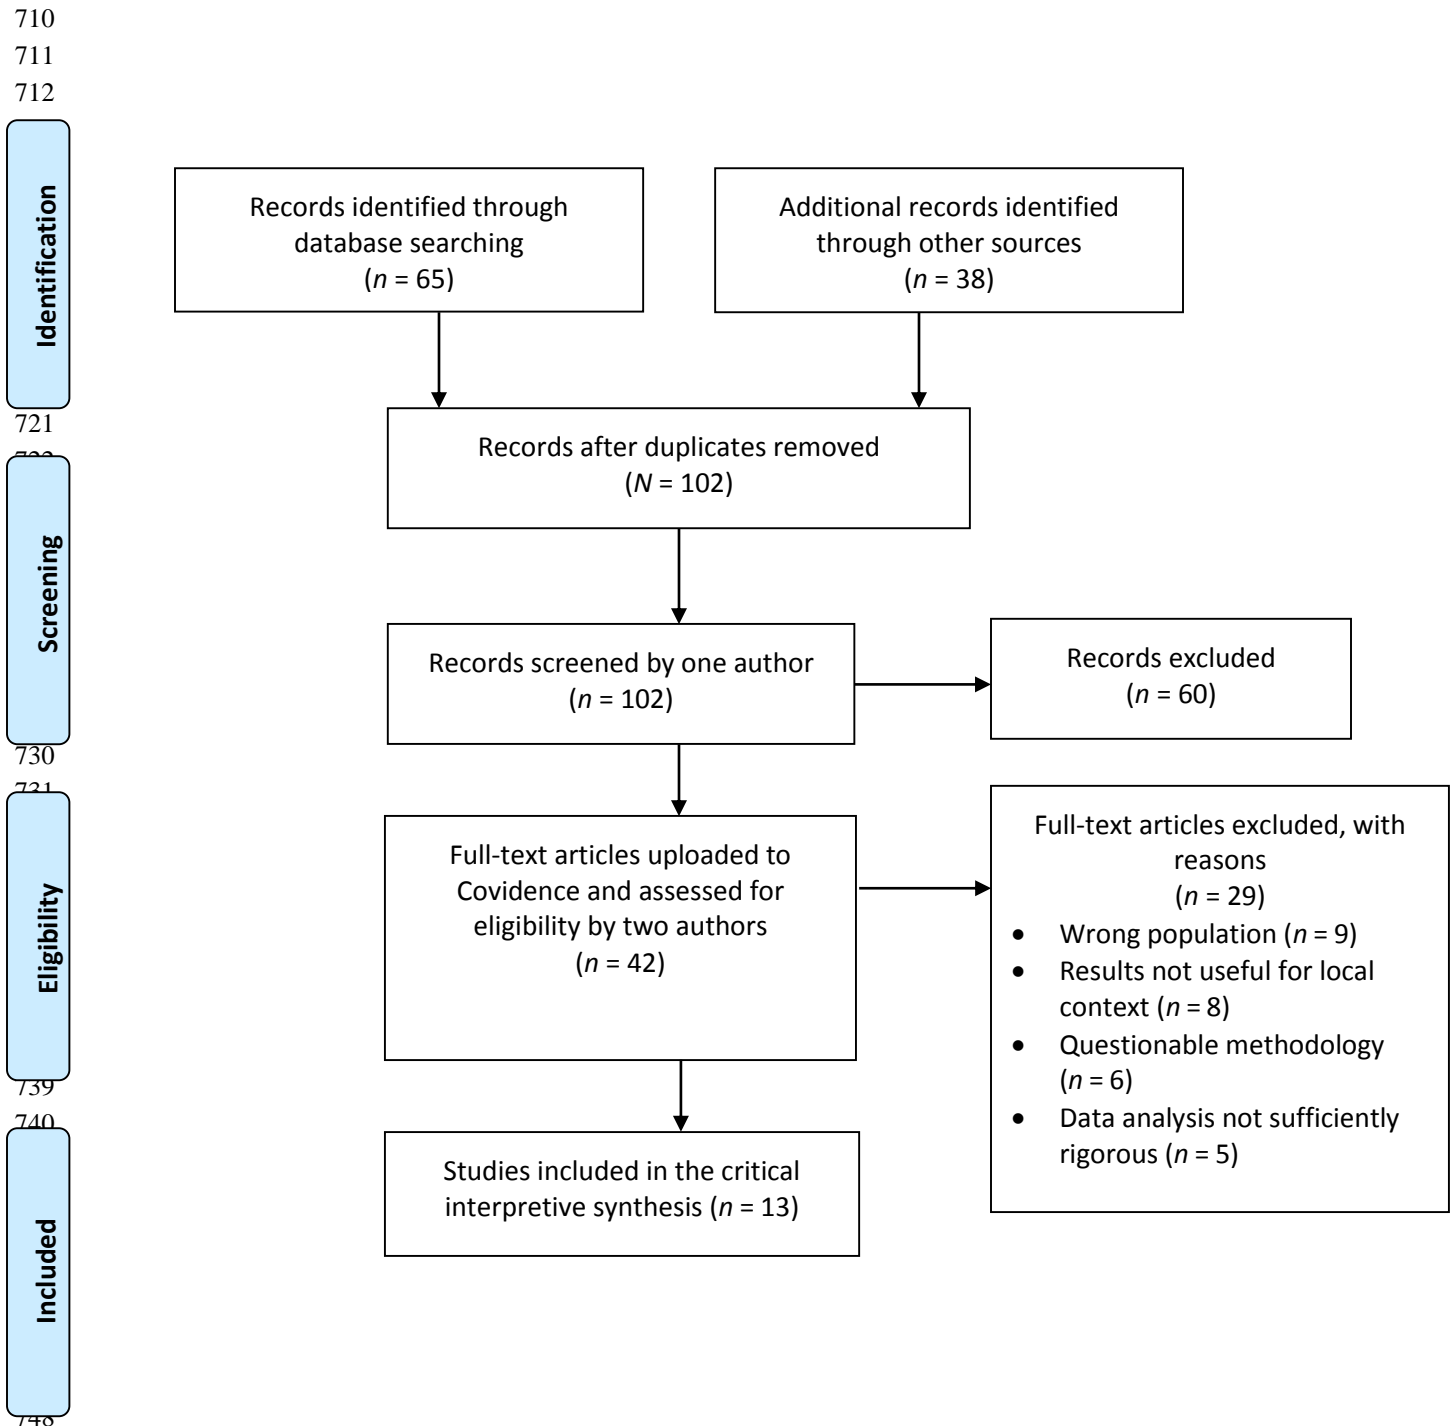 710
711
712
Identification
Records identified through
database searching
(n = 65)
Additional records identified
through other sources
(n = 38)
721
Records after duplicates removed
(N = 102)
Screening
Records screened by one author
(n = 102)
Records excluded
(n = 60)
730
731
Eligibility
Full-text articles uploaded to
Covidence and assessed for
eligibility by two authors
(n = 42)
Full-text articles excluded, with
reasons
(n = 29)
• Wrong population (n = 9)
• Results not useful for local
context (n = 8)
• Questionable methodology
(n = 6)
• Data analysis not sufficiently
rigorous (n = 5)
739
740
Included
Studies included in the critical
interpretive synthesis (n = 13)
748